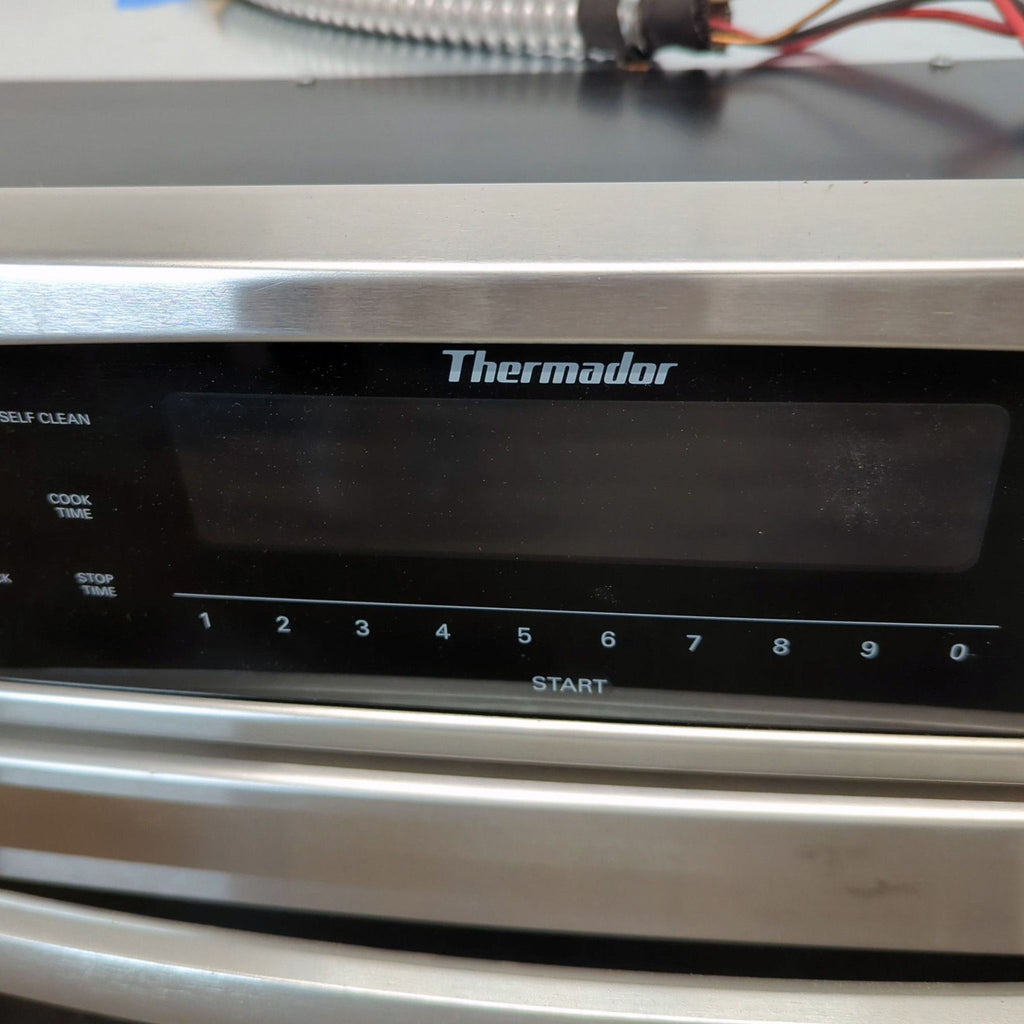 Thermador
SELF CLEAN
COOK
TIME
STOP
TIME
1 2 3 4 5 6 7 8 9 0
START